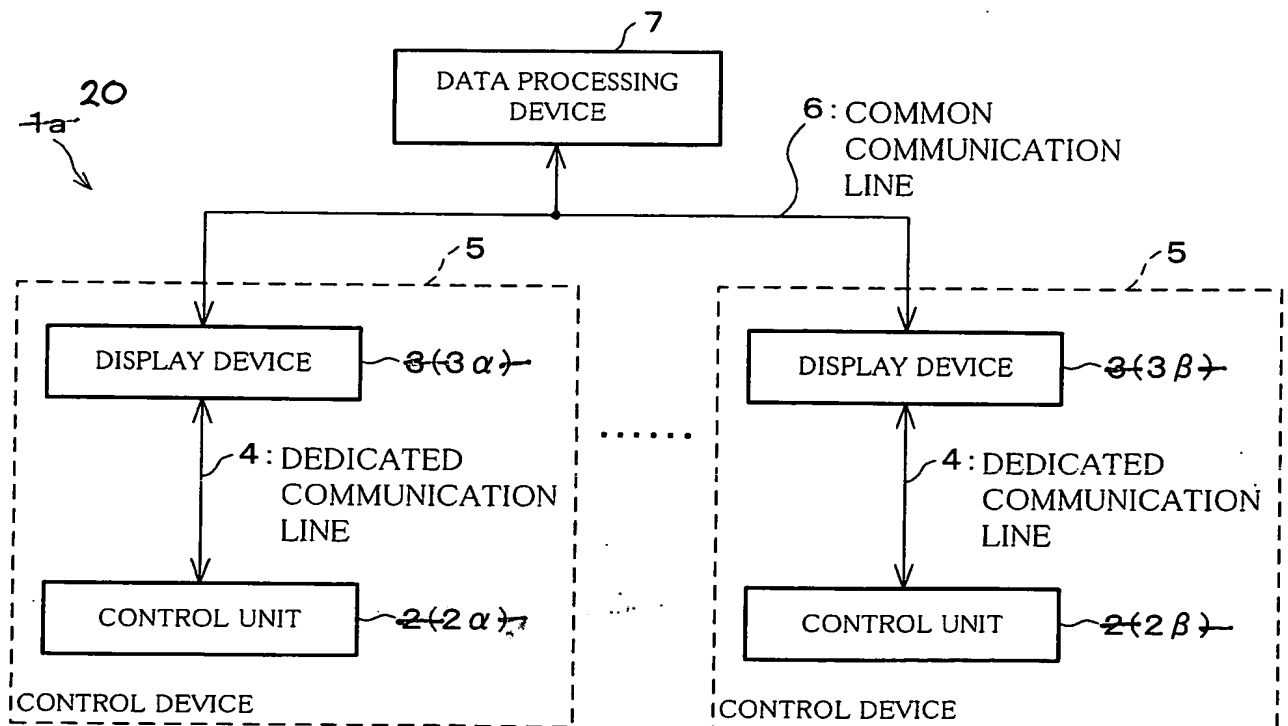 7
DATA PROCESSING
DEVICE
20
1a
6: COMMON
COMMUNICATION
LINE
5
DISPLAY DEVICE
3(3α)
4: DEDICATED
COMMUNICATION
LINE
CONTROL UNIT
2(2α)
CONTROL DEVICE
......
5
DISPLAY DEVICE
3(3β)
4: DEDICATED
COMMUNICATION
LINE
CONTROL UNIT
2(2β)
CONTROL DEVICE